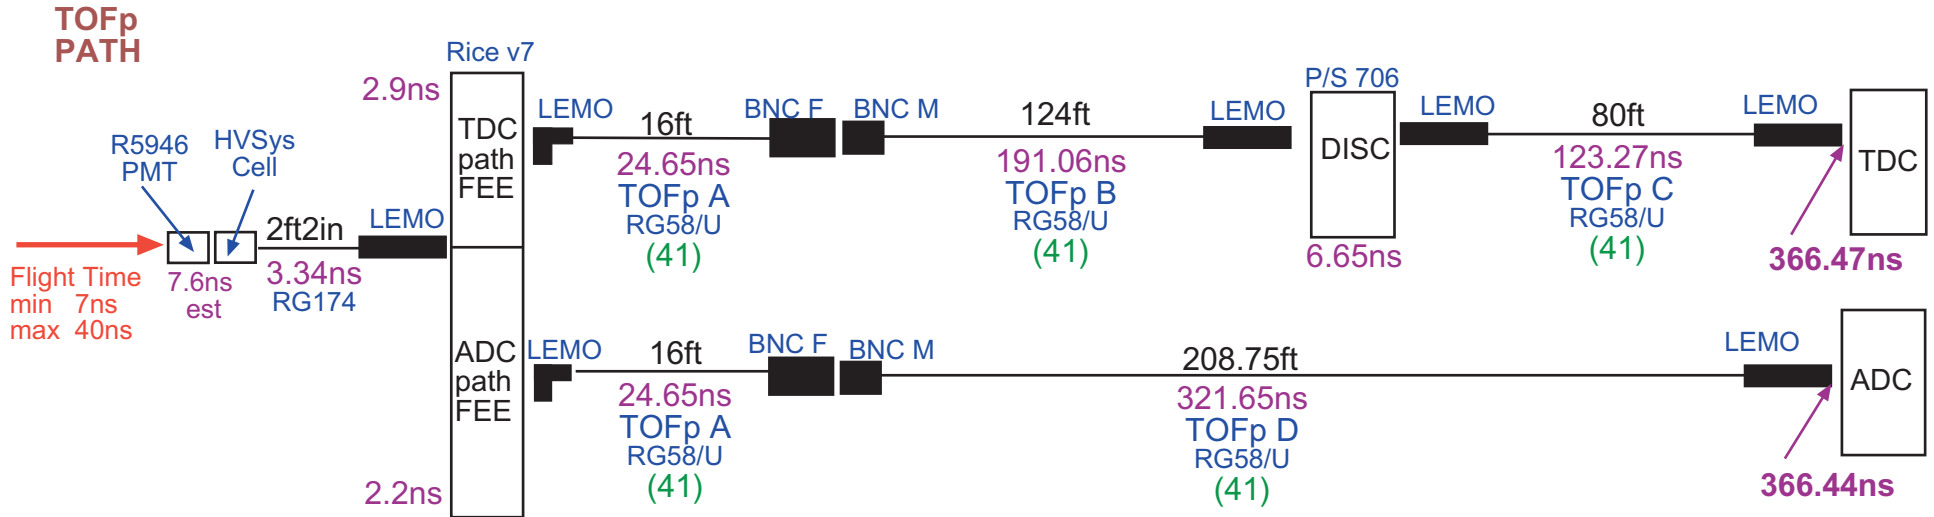 TOFp
PATH
Rice v7
2.9ns
R5946
PMT
HVSys
Cell
2ft2in
LEMO
3.34ns
RG174
7.6ns
est
Flight Time
min 7ns
max 40ns
TDC
path
FEE
LEMO
16ft
24.65ns
TOFp A
RG58/U
(41)
BNC F
BNC M
124ft
191.06ns
TOFp B
RG58/U
(41)
LEMO
P/S 706
DISC
6.65ns
LEMO
80ft
123.27ns
TOFp C
RG58/U
(41)
LEMO
TDC
366.47ns
ADC
path
FEE
2.2ns
LEMO
16ft
24.65ns
TOFp A
RG58/U
(41)
BNC F
BNC M
208.75ft
321.65ns
TOFp D
RG58/U
(41)
LEMO
ADC
366.44ns